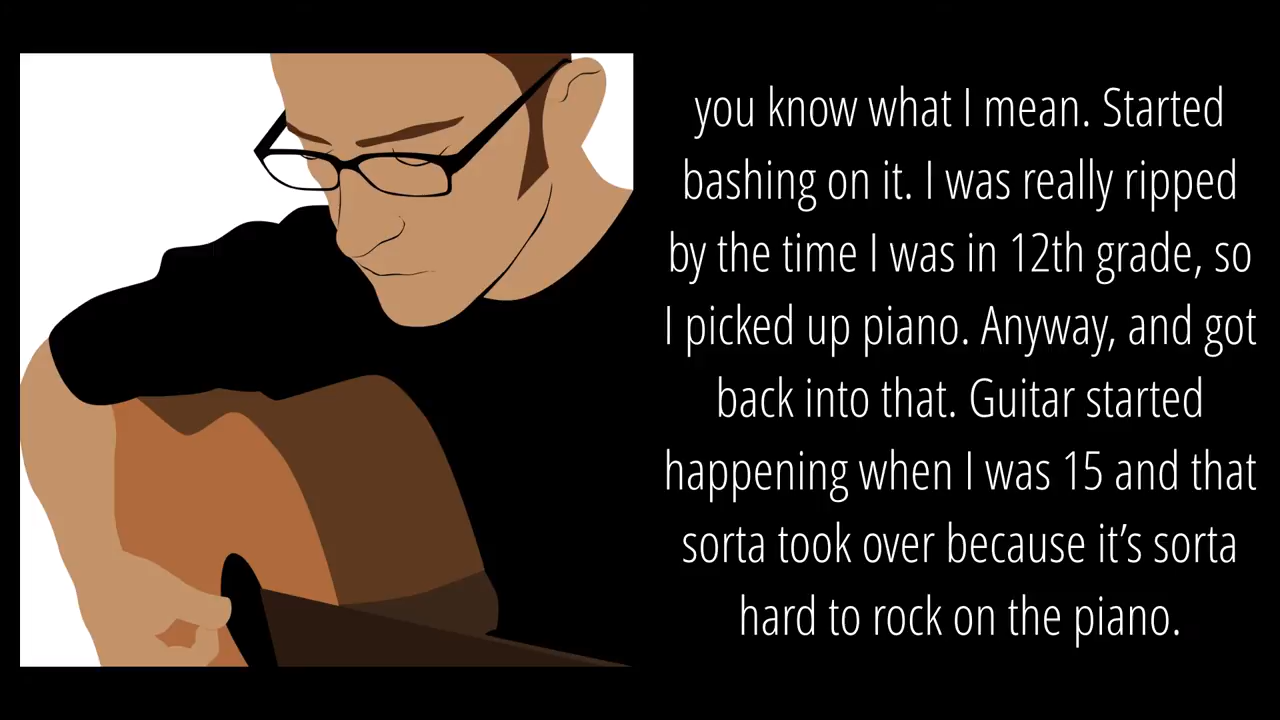 you know what I mean. Started
bashing on it. I was really ripped
by the time I was in 12th grade, so
I picked up piano. Anyway, and got
back into that. Guitar started
happening when I was 15 and that
sorta took over because it’s sorta
hard to rock on the piano.